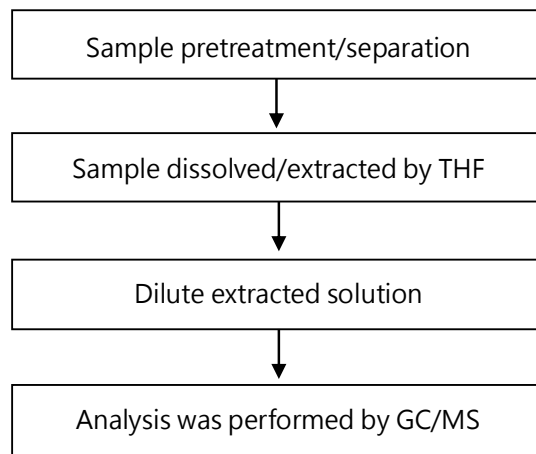 Sample pretreatment/separation
Sample dissolved/extracted by THF
Dilute extracted solution
Analysis was performed by GC/MS